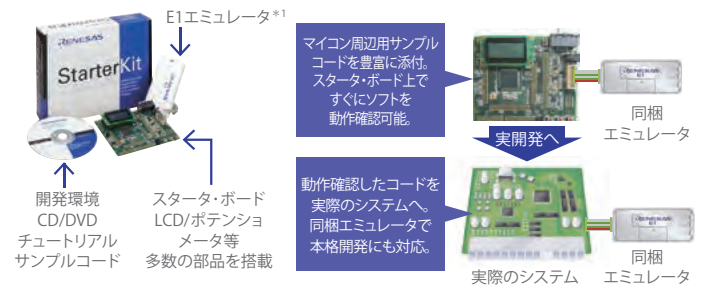 E1エミュレータ*1
RENESAS
StarterKit
開発環境
CD/DVD
チュートリアル
サンプルコード
スタータ・ボード
LCD/ポテンショ
メータ等
多数の部品を搭載
マイコン周辺用サンプル
コードを豊富に添付。
スタータ・ボード上で
すぐにソフトを
動作確認可能。
同梱
エミュレータ
実開発へ
動作確認したコードを
実際のシステムへ。
同梱エミュレータで
本格開発にも対応。
実際のシステム
同梱
エミュレータ